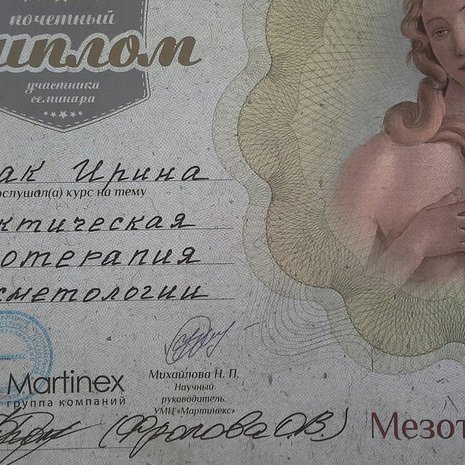 почетный
иплом
участника
семинара
ак Ирина
ослушал(а) курс на тему
ктическая
отерапия
сметологии
Martinex
группа компаний
Михайлова Н. П.
Научный
руководитель
УМЦ «Мартинекс»
(Фролова О.В.)
Мезот